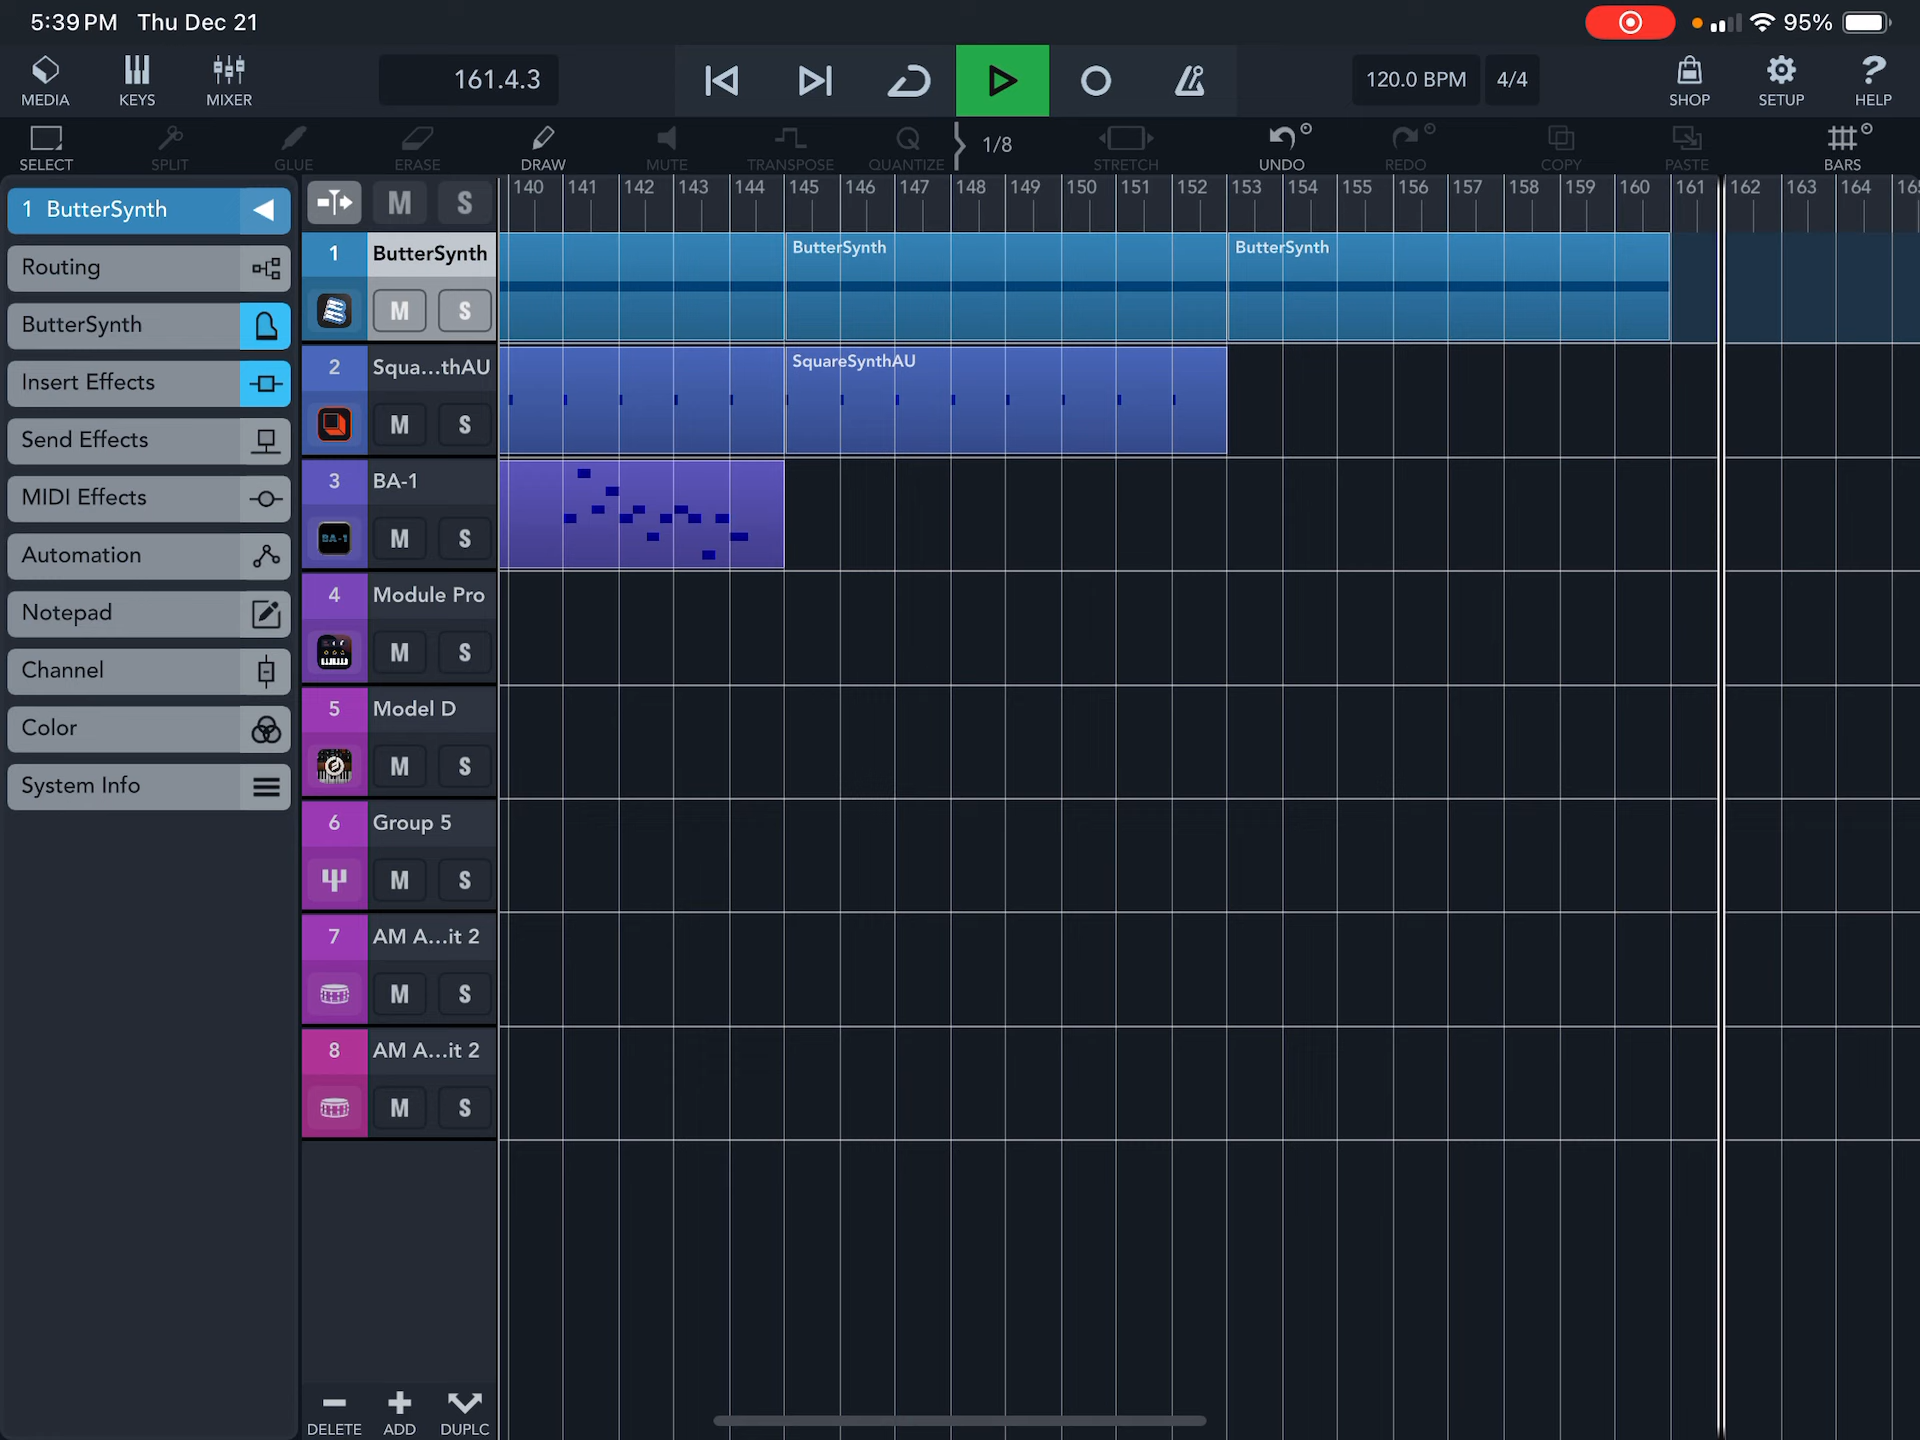 5:39 PM Thu Dec 21 95%
MEDIA KEYS MIXER 161.4.3 120.0 BPM 4/4 SHOP SETUP HELP
SELECT SPLIT GLUE ERASE DRAW MUTE TRANSPOSE QUANTIZE 1/8 STRETCH UNDO REDO COPY PASTE BARS
140 141 142 143 144 145 146 147 148 149 150 151 152 153 154 155 156 157 158 159 160 161 162 163 164 165
1 ButterSynth
Routing
ButterSynth
Insert Effects
Send Effects
MIDI Effects
Automation
Notepad
Channel
Color
System Info
M S
1 ButterSynth
M S
2 Squa...thAU
M S
3 BA-1
BA-1 M S
4 Module Pro
M S
5 Model D
M S
6 Group 5
M S
7 AM A...it 2
M S
8 AM A...it 2
M S
ButterSynth ButterSynth
SquareSynthAU
DELETE ADD DUPLC